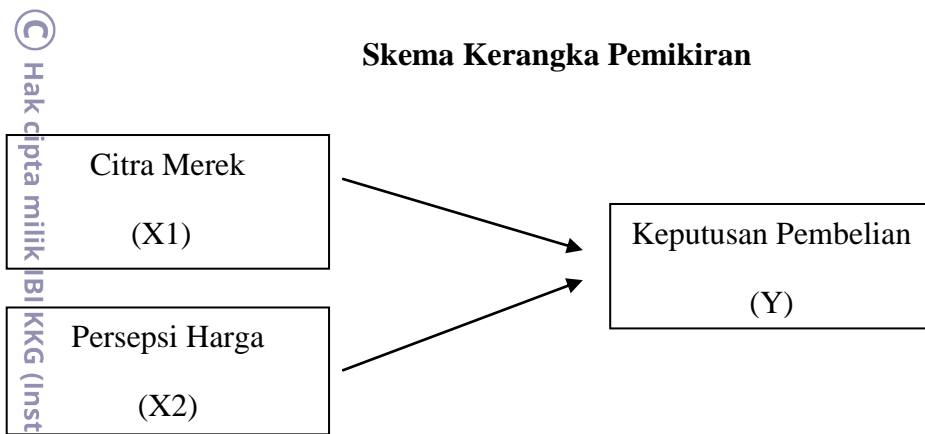 Skema Kerangka Pemikiran
© Hak cipta milik IBI KKG (Inst
Citra Merek
(X1)
Keputusan Pembelian
(Y)
Persepsi Harga
(X2)